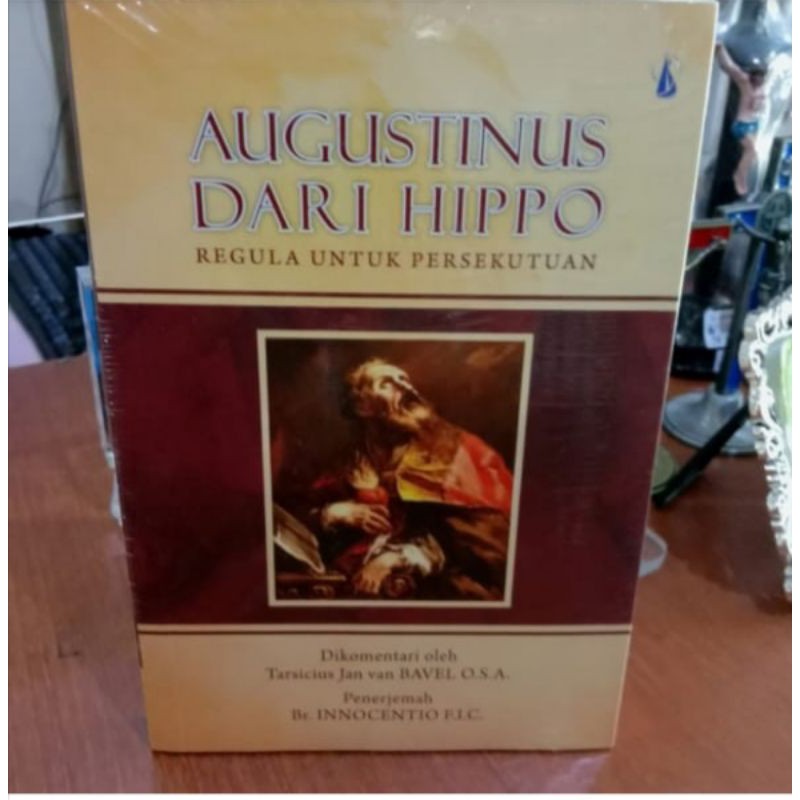 AUGUSTINUS
DARI HIPPO
REGULA UNTUK PERSEKUTUAN
Dikomentari oleh
Tarsicius Jan van BAVEL O.S.A.
Penerjemah
Br. INNOCENTIO F.I.C.